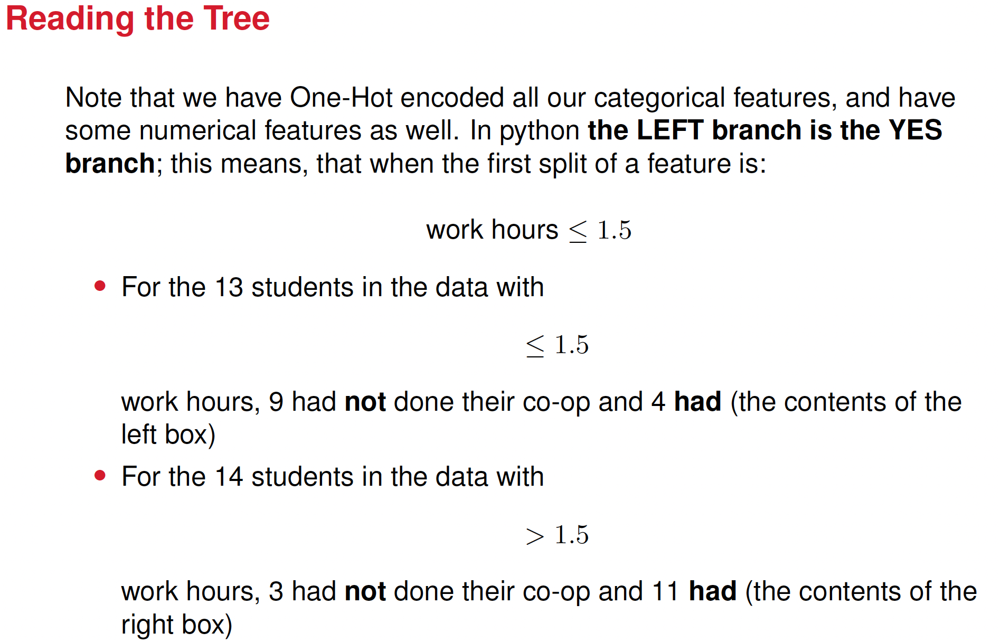 Reading the Tree
Note that we have One-Hot encoded all our categorical features, and have
some numerical features as well. In python the LEFT branch is the YES
branch; this means, that when the first split of a feature is:
work hours ≤ 1.5
• For the 13 students in the data with
≤ 1.5
work hours, 9 had not done their co-op and 4 had (the contents of the
left box)
• For the 14 students in the data with
> 1.5
work hours, 3 had not done their co-op and 11 had (the contents of the
right box)